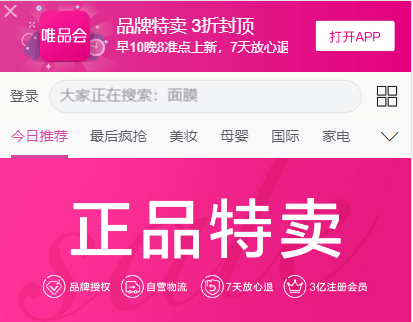 唯品会
品牌特卖 3折封顶
早10晚8准点上新，7天放心退
打开APP
登录
大家正在搜索：面膜
今日推荐 最后疯抢 美妆 母婴 国际 家电
正品特卖
品牌授权 自营物流 7天放心退 3亿注册会员
sale